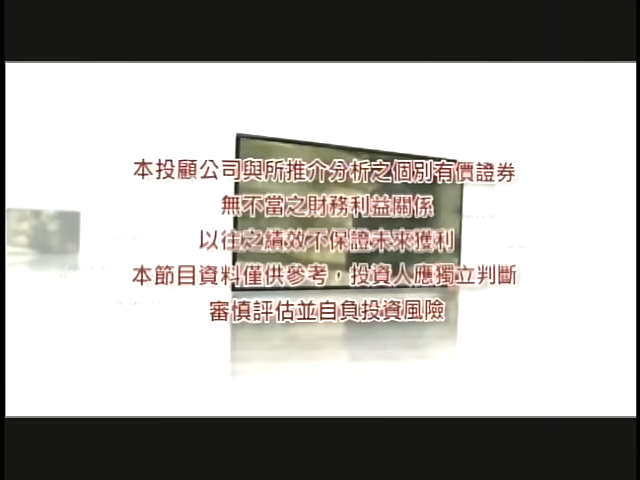 本投顧公司與所推介分析之個別有價證券
無不當之財務利益關係
以往之績效不保證未來獲利
本節目資料僅供參考，投資人應獨立判斷
審慎評估並自負投資風險